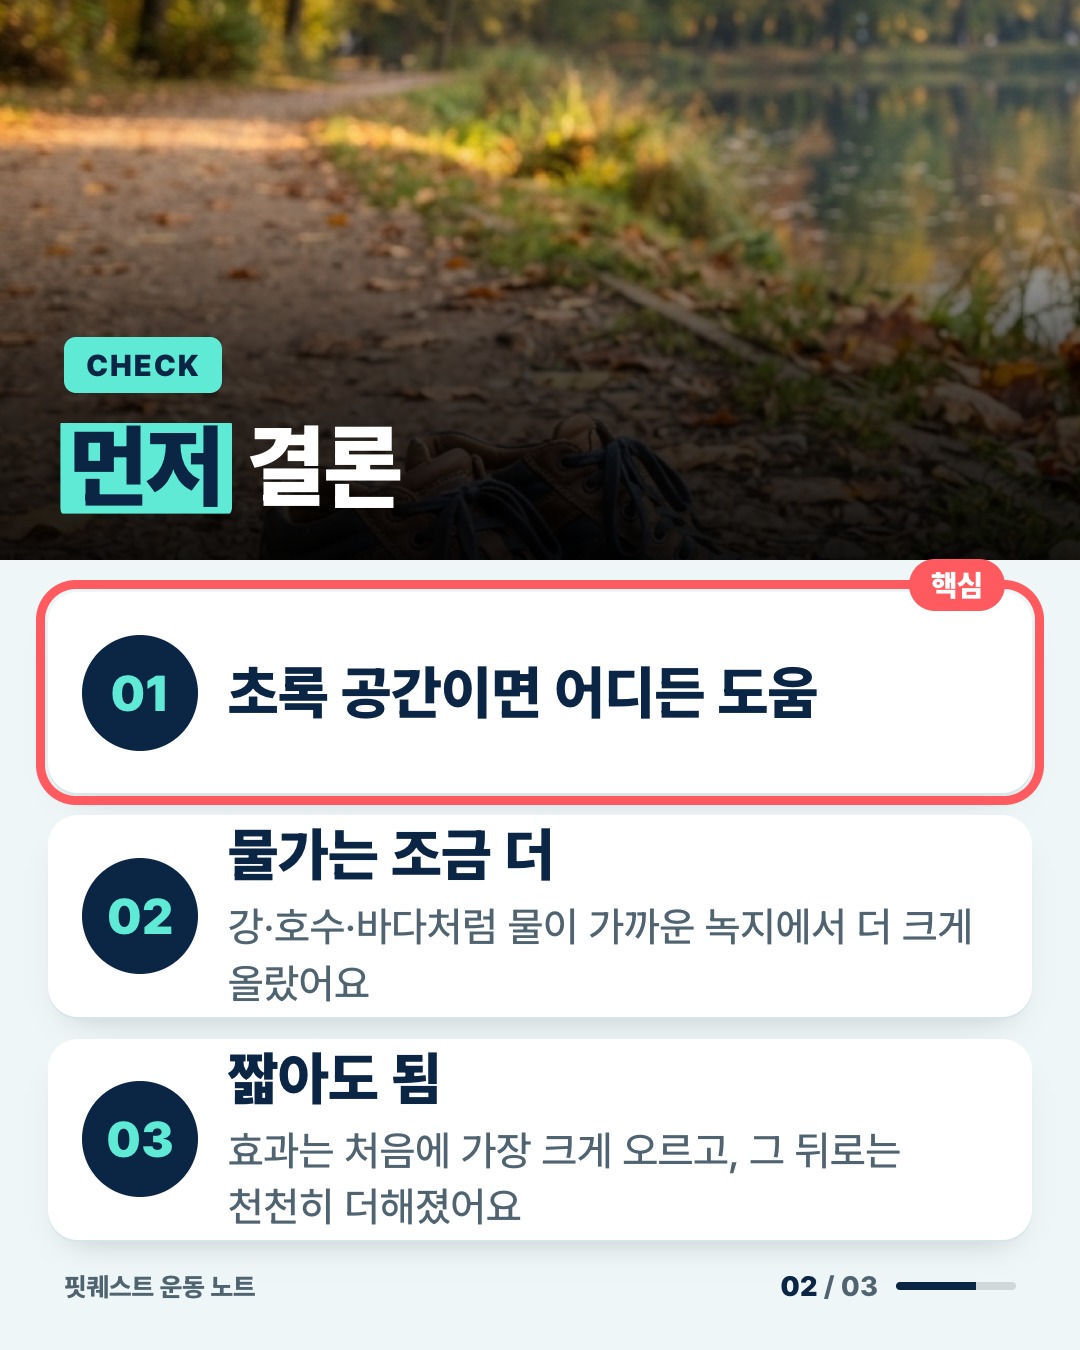 CHECK
먼저 결론
핵심
01
초록 공간이면 어디든 도움
02
물가는 조금 더
강·호수·바다처럼 물이 가까운 녹지에서 더 크게
올랐어요
03
짧아도 됨
효과는 처음에 가장 크게 오르고, 그 뒤로는
천천히 더해졌어요
핏퀘스트 운동 노트
02 / 03